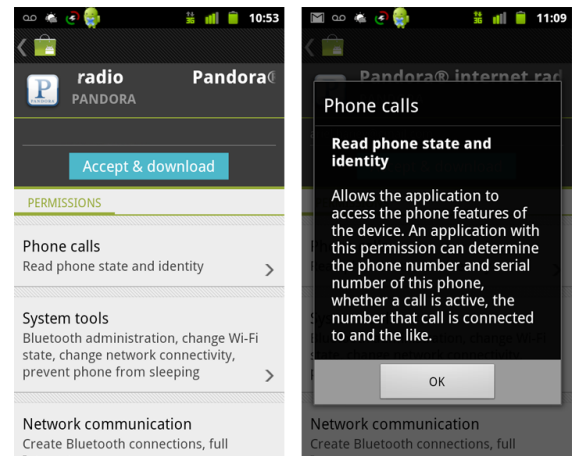 10:53
radio Pandora®
PANDORA
PANDORA
Accept & download
PERMISSIONS
Phone calls
Read phone state and identity
System tools
Bluetooth administration, change Wi-Fi
state, change network connectivity,
prevent phone from sleeping
Network communication
Create Bluetooth connections, full
11:09
Pandora® internet rad
Phone calls
Read phone state and
identity
Allows the application to
access the phone features of
the device. An application with
this permission can determine
the phone number and serial
number of this phone,
whether a call is active, the
number that call is connected
to and the like.
OK
Network communication
Create Bluetooth connections, full